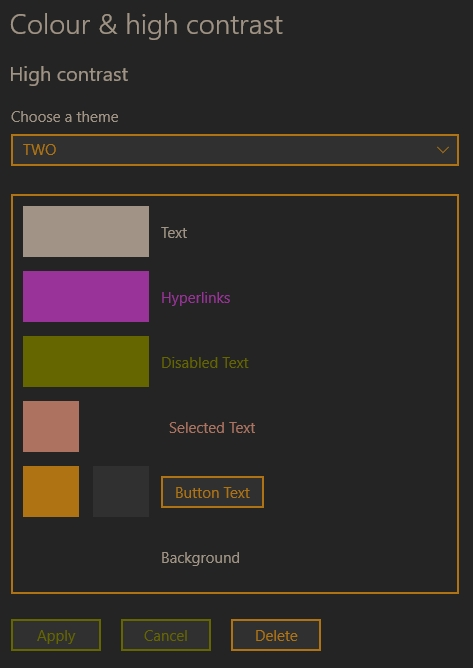 Colour & high contrast
High contrast
Choose a theme
TWO
Text
Hyperlinks
Disabled Text
Selected Text
Button Text
Background
Apply Cancel Delete